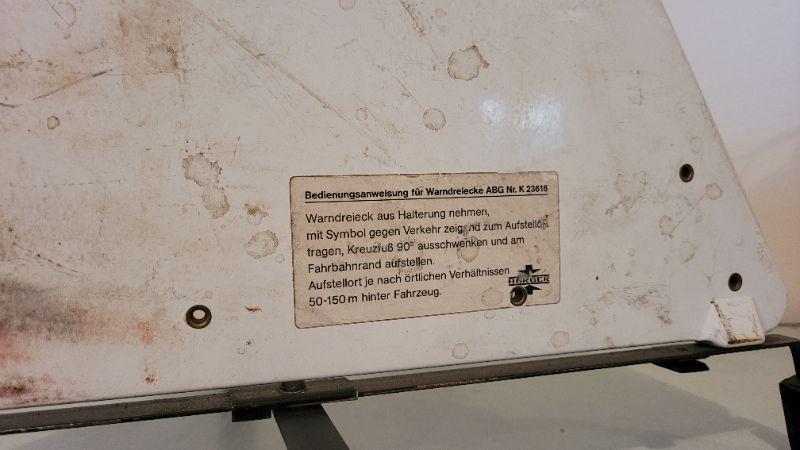 Bedienungsanweisung für Warndreiecke ABG Nr. K 23616
Warndreieck aus Halterung nehmen,
mit Symbol gegen Verkehr zeigend zum Aufstellort
tragen, Kreuzfuß 90° ausschwenken und am
Fahrbahnrand aufstellen.
Aufstellort je nach örtlichen Verhältnissen
50-150 m hinter Fahrzeug.